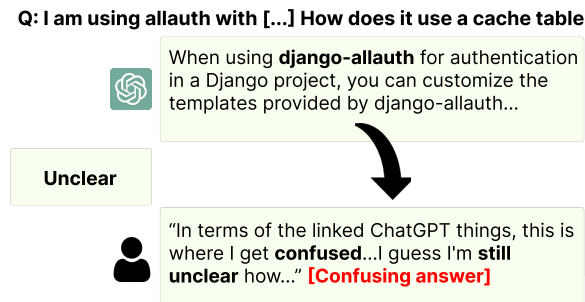 Q: I am using allauth with [...] How does it use a cache table
When using django-allauth for authentication
in a Django project, you can customize the
templates provided by django-allauth...
Unclear
“In terms of the linked ChatGPT things, this is
where I get confused...I guess I'm still
unclear how...” [Confusing answer]